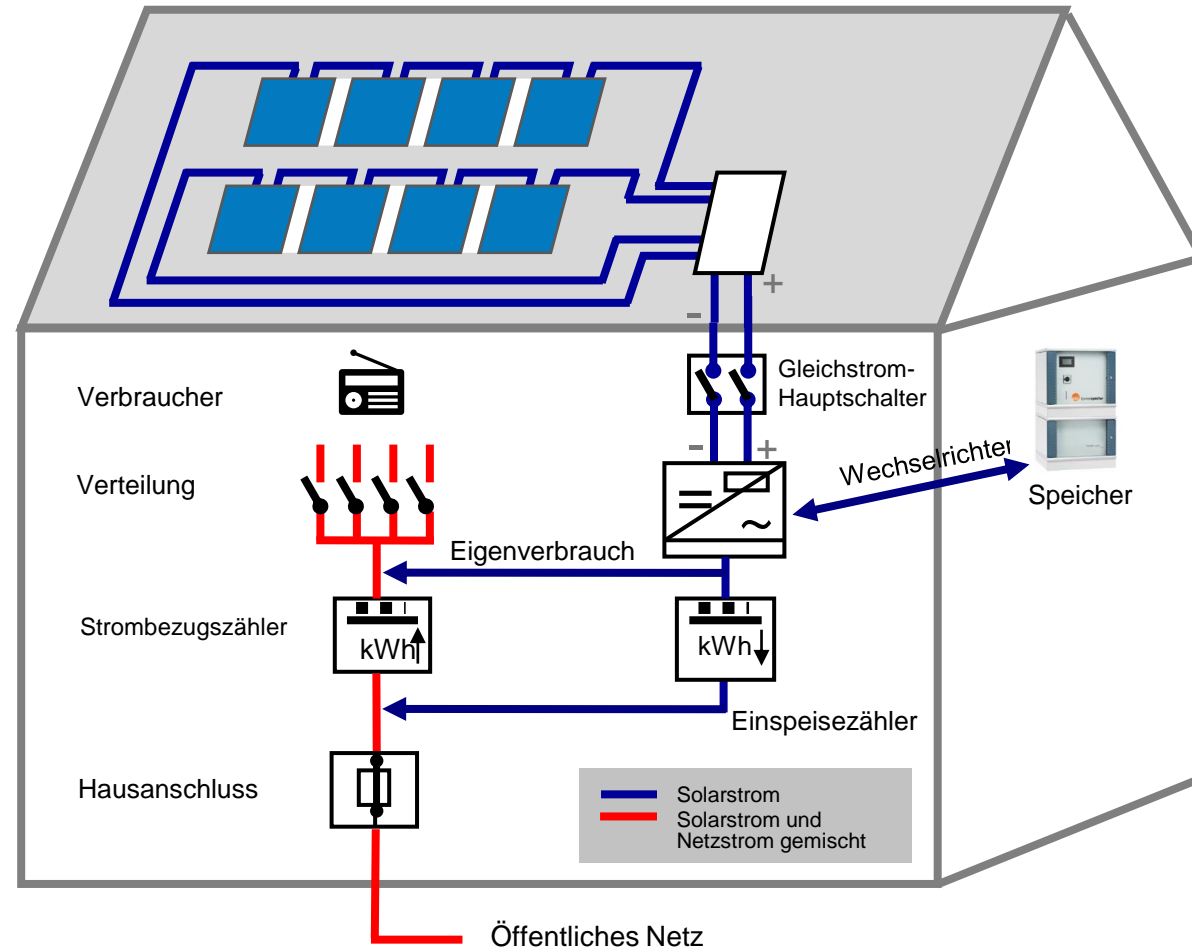 +
-
Gleichstrom-
Hauptschalter
Verbraucher
-
+
Wechselrichter
Verteilung
Speicher
Eigenverbrauch
Strombezugszähler
kWh
kWh
Einspeisezähler
Hausanschluss
Solarstrom
Solarstrom und
Netzstrom gemischt
Öffentliches Netz